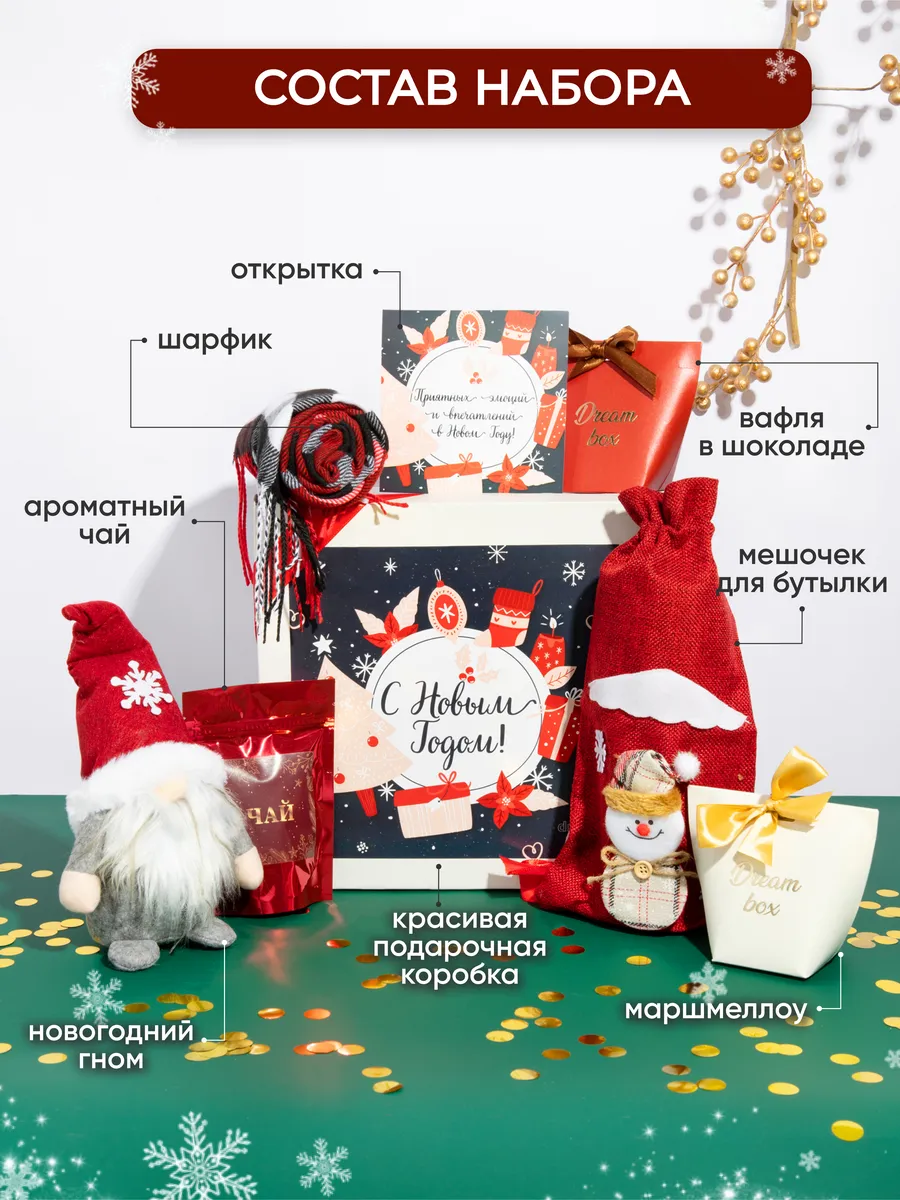 СОСТАВ НАБОРА
открытка
шарфик
Приятных эмоций
и впечатлений
в Новом Году!
Dream
box
вафля
в шоколаде
ароматный
чай
мешочек
для бутылки
С Новым
Годом!
ЧАЙ
Dream
box
красивая
подарочная
коробка
маршмеллоу
новогодний
гном